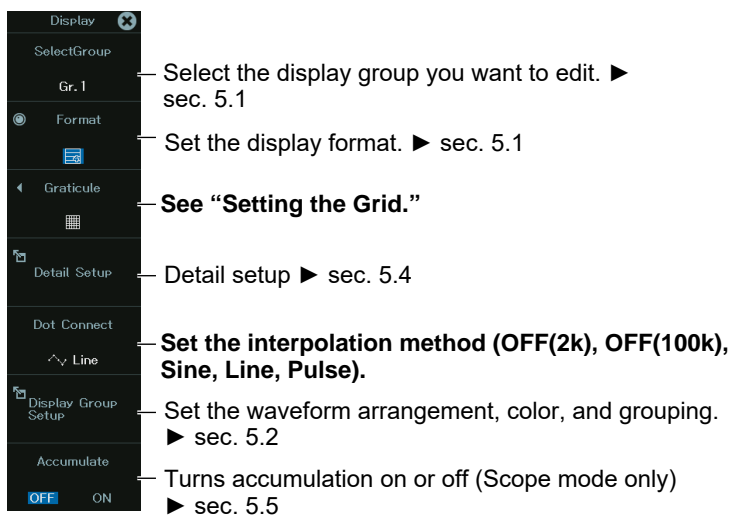 Display
SelectGroup
Gr.1
Select the display group you want to edit. ►
sec. 5.1
Format
Set the display format. ► sec. 5.1
Graticule
See “Setting the Grid.”
Detail Setup
Detail setup ► sec. 5.4
Dot Connect
Line
Set the interpolation method (OFF(2k), OFF(100k),
Sine, Line, Pulse).
Display Group
Setup
Set the waveform arrangement, color, and grouping.
► sec. 5.2
Accumulate
OFF ON
Turns accumulation on or off (Scope mode only)
► sec. 5.5